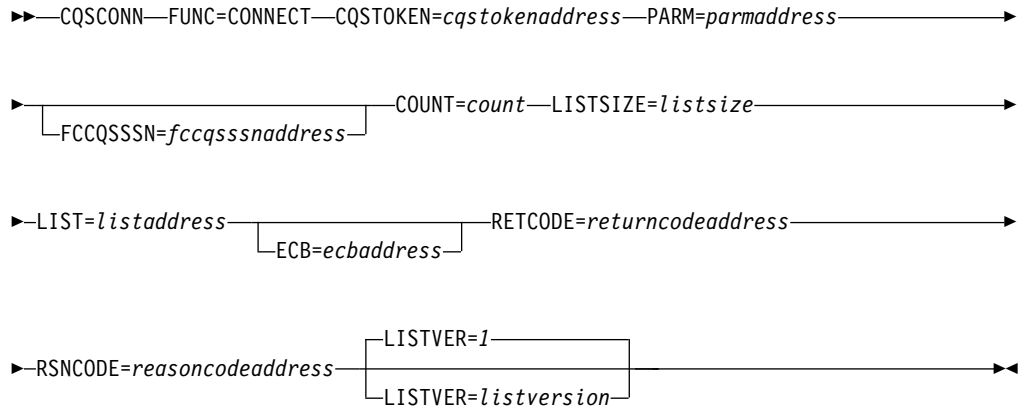 CQSCONN FUNC=CONNECT CQSTOKEN=cqstokenaddress PARM=parmaddress
COUNT=count LISTSIZE=listsize
FCCQSSSN=fccqsssnaddress
LIST=listaddress RETCODE=returncodeaddress
ECB=ecbaddress
LISTVER=1
RSNCODE=reasoncodeaddress
LISTVER=listversion